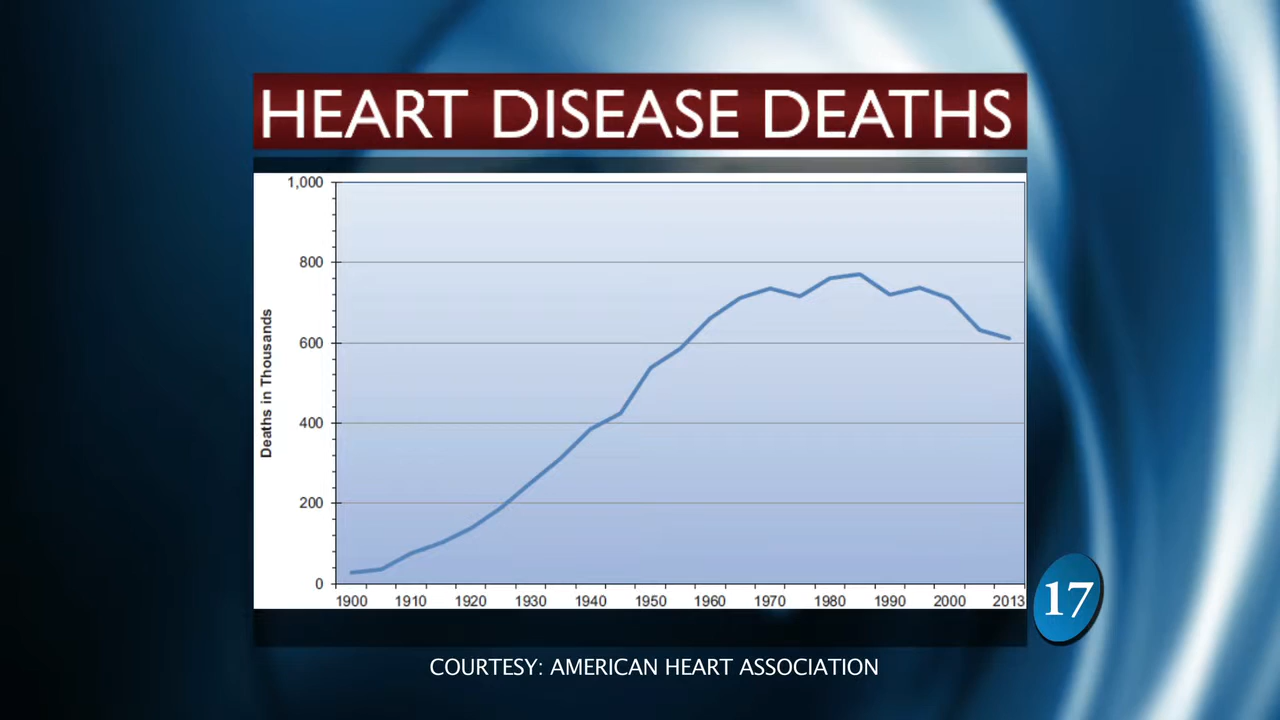 HEART DISEASE DEATHS
1,000
800
600
400
200
0
Deaths in Thousands
1900 1910 1920 1930 1940 1950 1960 1970 1980 1990 2000 2013
17
COURTESY: AMERICAN HEART ASSOCIATION